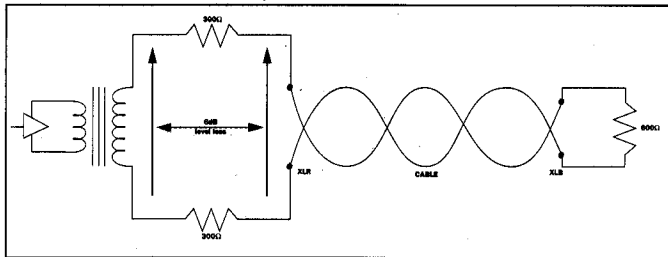 300Ω
6dB
level loss
XLR
CABLE
XLR
600Ω
300Ω